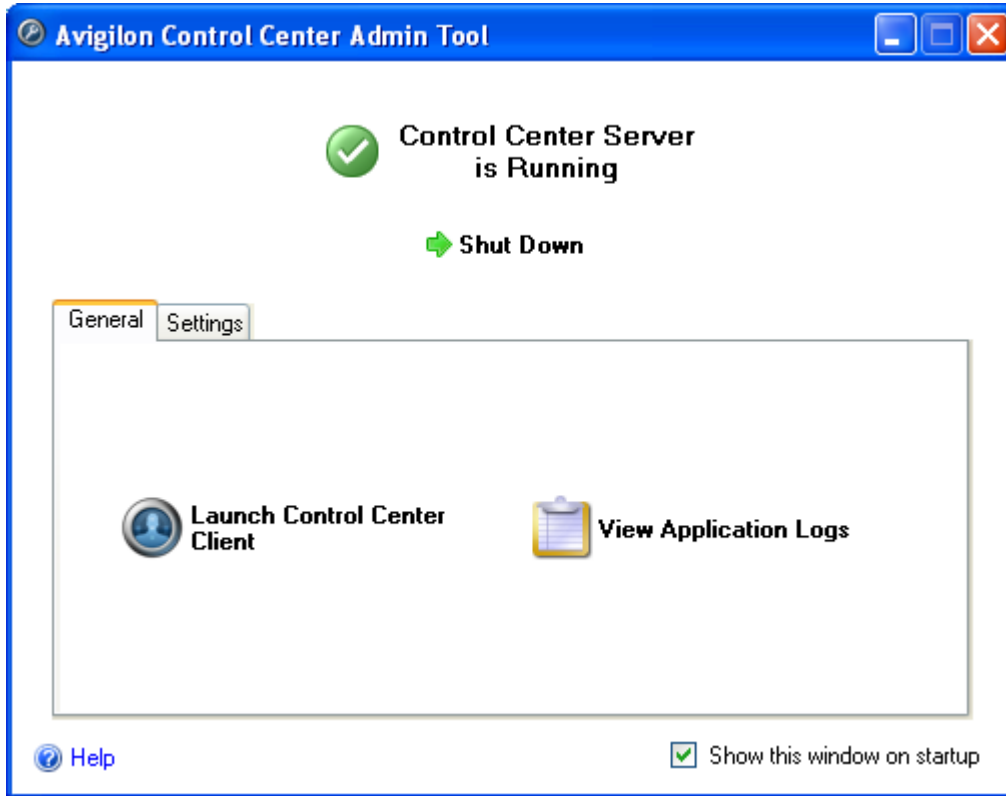 Avigilon Control Center Admin Tool
Control Center Server
is Running
Shut Down
General
Settings
Launch Control Center
Client
View Application Logs
Help
Show this window on startup